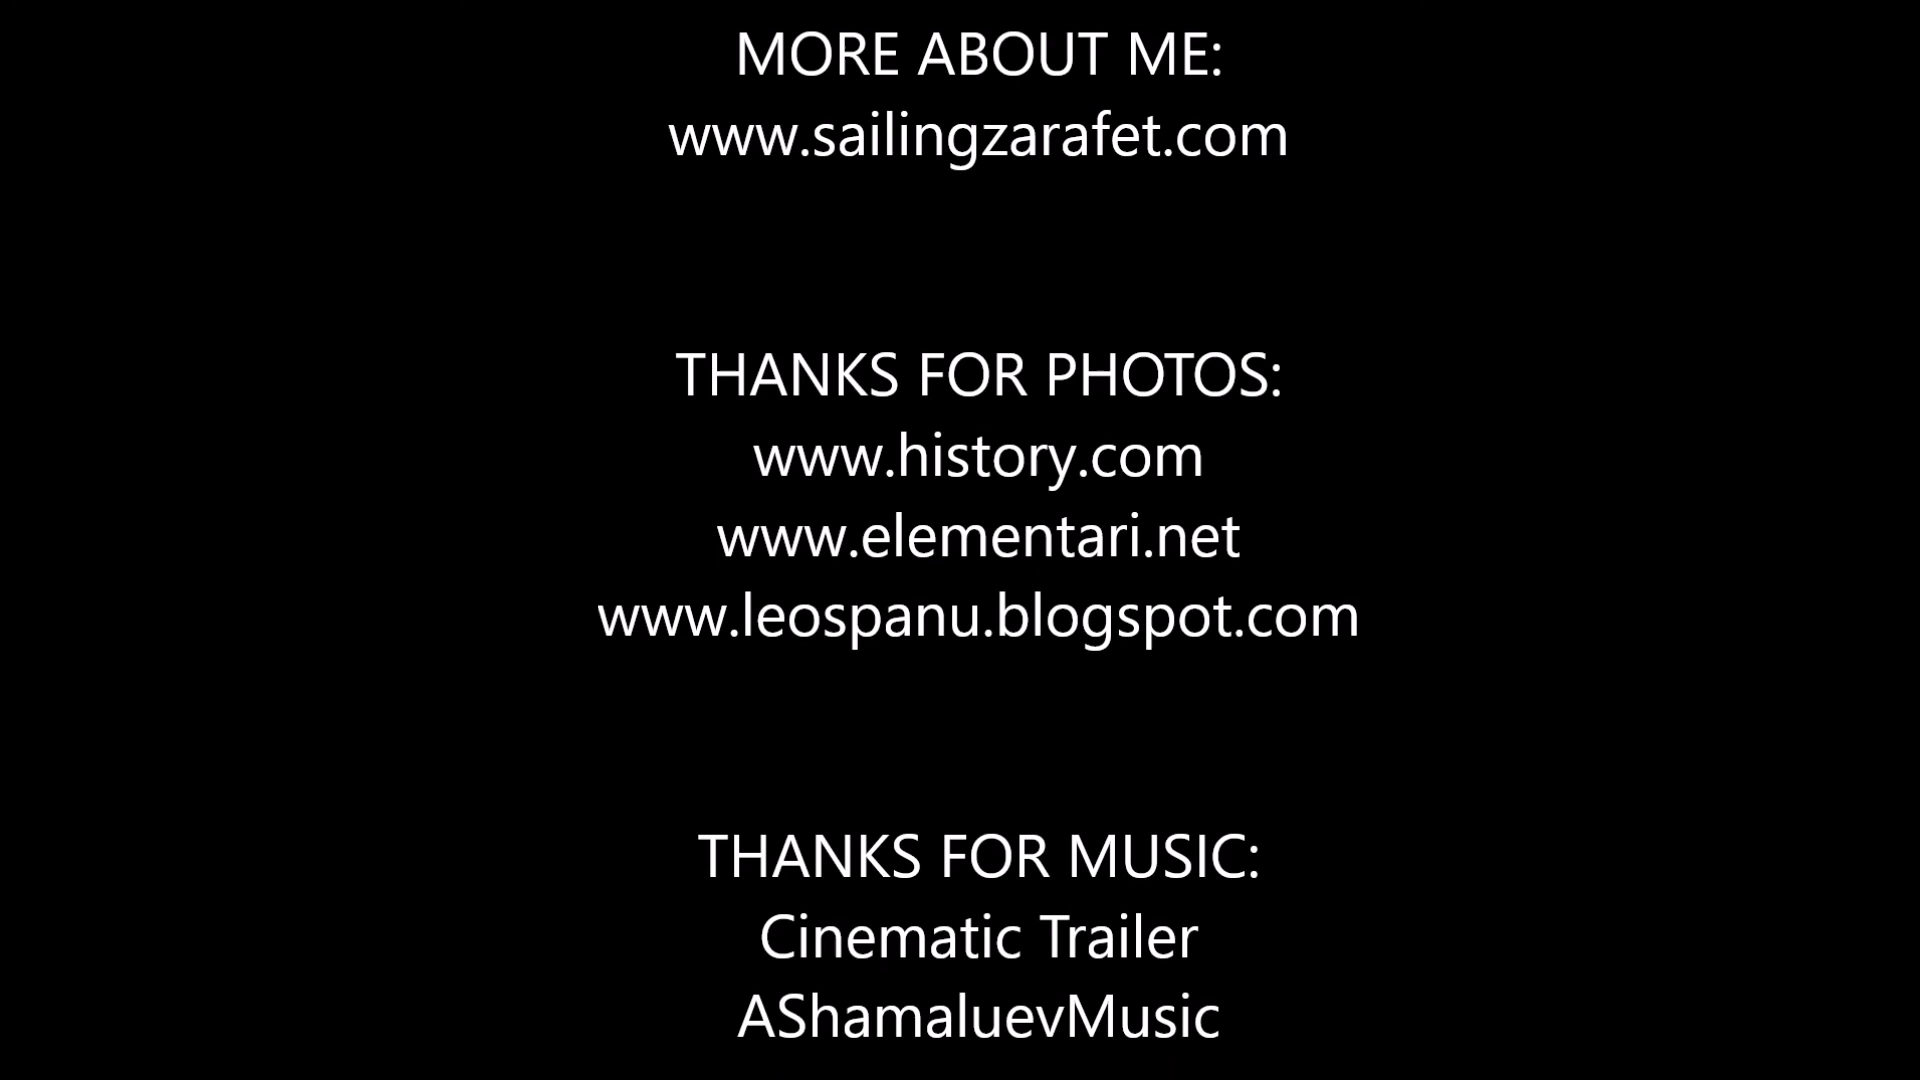 MORE ABOUT ME:
www.sailingzarafet.com
THANKS FOR PHOTOS:
www.history.com
www.elementari.net
www.leospanu.blogspot.com
THANKS FOR MUSIC:
Cinematic Trailer
AShamaluevMusic